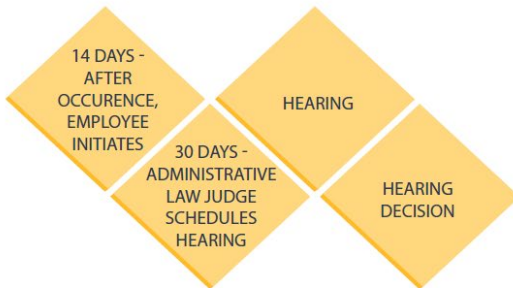 14 DAYS -
AFTER
OCCURENCE,
EMPLOYEE
INITIATES
30 DAYS -
ADMINISTRATIVE
LAW JUDGE
SCHEDULES
HEARING
HEARING
HEARING
DECISION